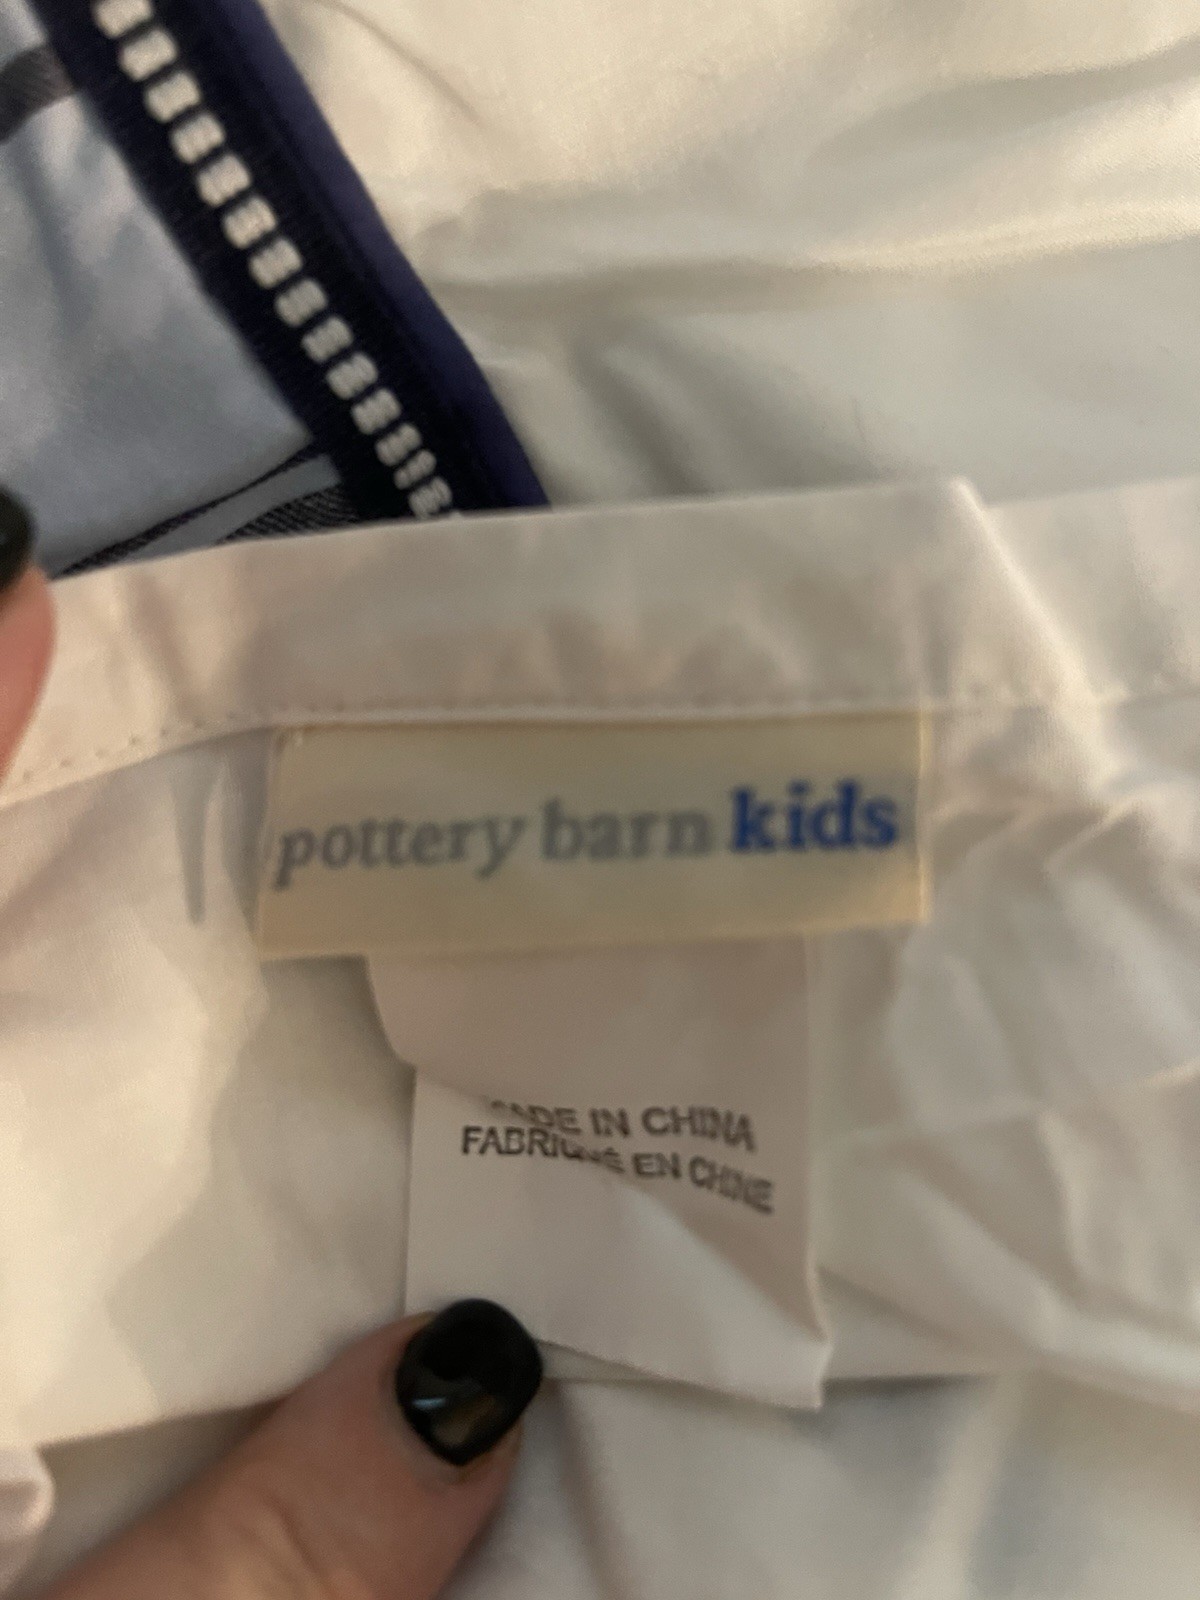 pottery barn kids
MADE IN CHINA
FABRIQUÉ EN CHINE